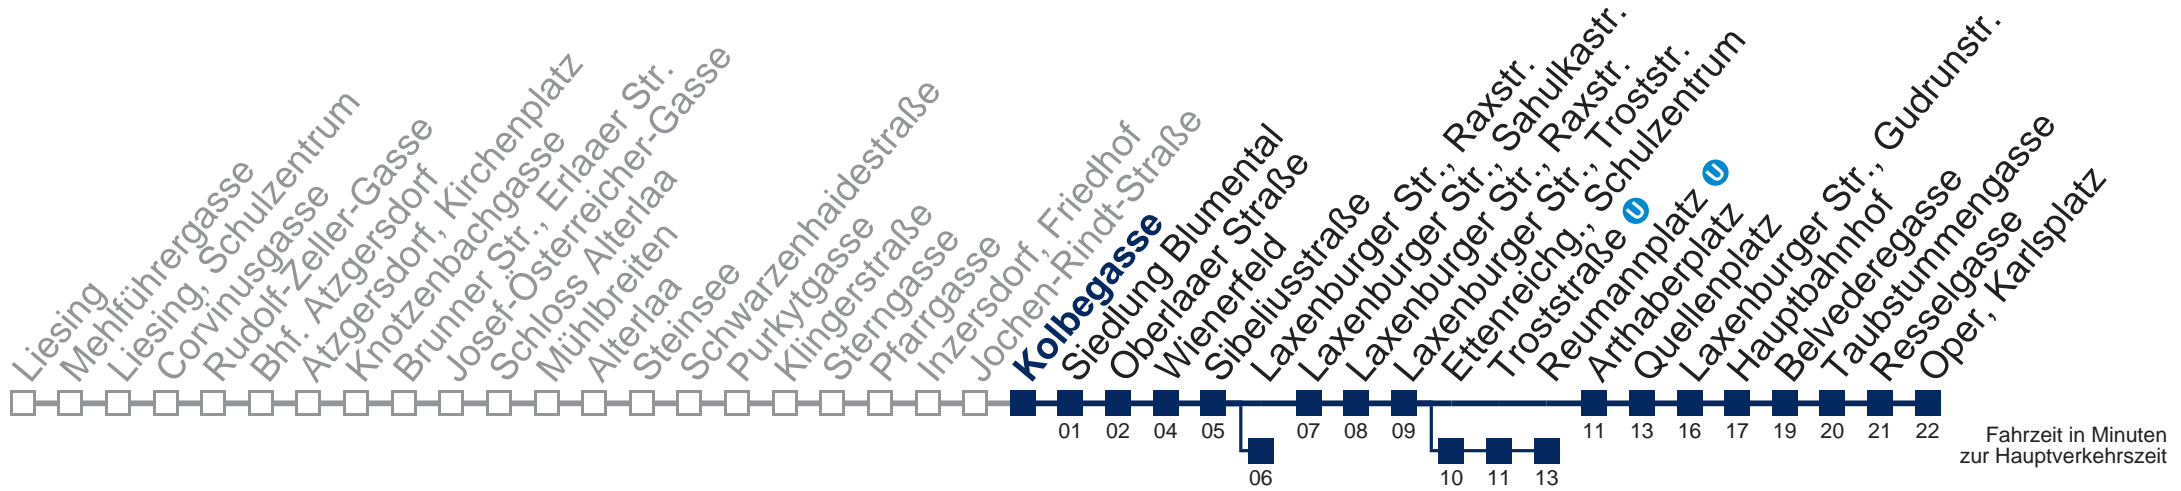 Liesing
Mehlführergasse
Liesing, Schulzentrum
Corvinusgasse
Rudolf-Zeller-Gasse
Bhf. Atzgersdorf
Atzgersdorf, Kirchenplatz
Knotzenbachgasse
Brunner Str., Erlaaer Str.
Josef-Österreicher-Gasse
Schloss Alterlaa
Mühlbreiten
Alterlaa
Steinsee
Schwarzenhaidestraße
Purkytgasse
Klingerstraße
Sterngasse
Pfarrgasse
Inzersdorf, Friedhof
Jochen-Rindt-Straße
Kolbegasse
Siedlung Blumental
Oberlaaer Straße
Wienerfeld
Sibeliusstraße
Laxenburger Str., Raxstr.
Laxenburger Str., Sahulkastr.
Laxenburger Str., Raxstr.
Laxenburger Str., Troststr.
Ettenreichg., Schulzentrum
Troststraße U
Reumannplatz U
Arthaberplatz
Quellenplatz
Laxenburger Str., Gudrunstr.
Hauptbahnhof
Belvederegasse
Taubstummengasse
Resselgasse
Oper, Karlsplatz
01 02 04 05 07 08 09 11 13 16 17 19 20 21 22
06 10 11 13
Fahrzeit in Minuten
zur Hauptverkehrszeit